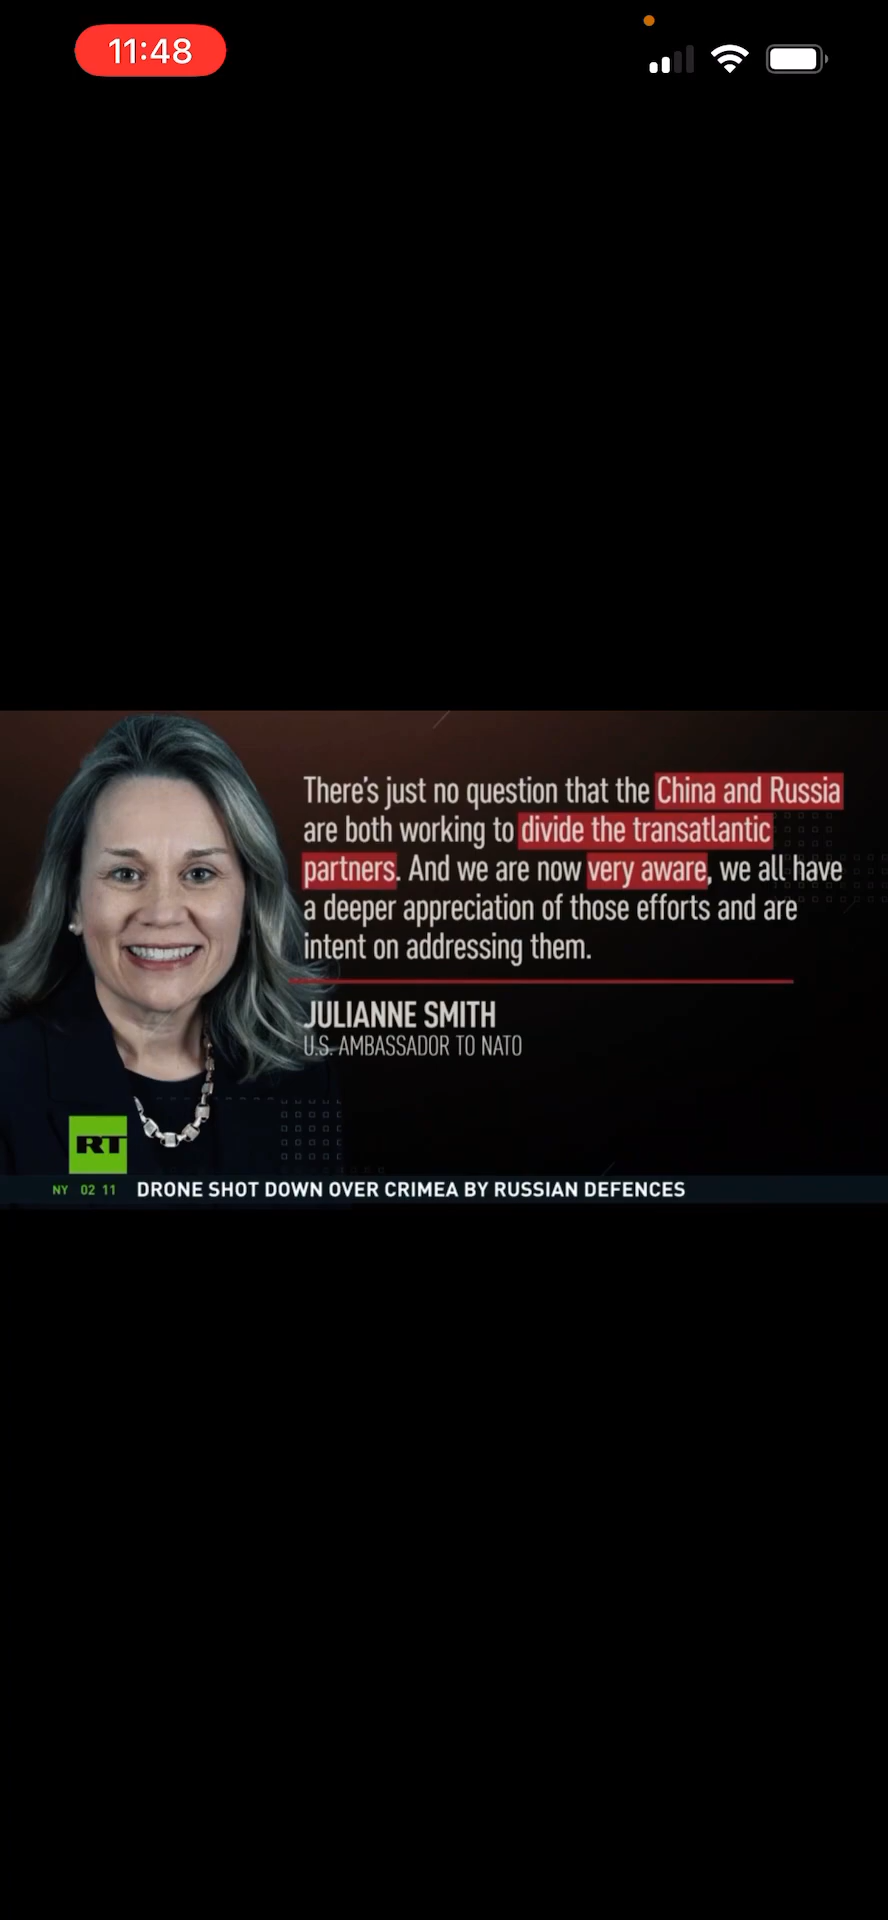 11:48
There's just no question that the China and Russia
are both working to divide the transatlantic
partners. And we are now very aware, we all have
a deeper appreciation of those efforts and are
intent on addressing them.
JULIANNE SMITH
U.S. AMBASSADOR TO NATO
RT
NY 02 11 DRONE SHOT DOWN OVER CRIMEA BY RUSSIAN DEFENCES